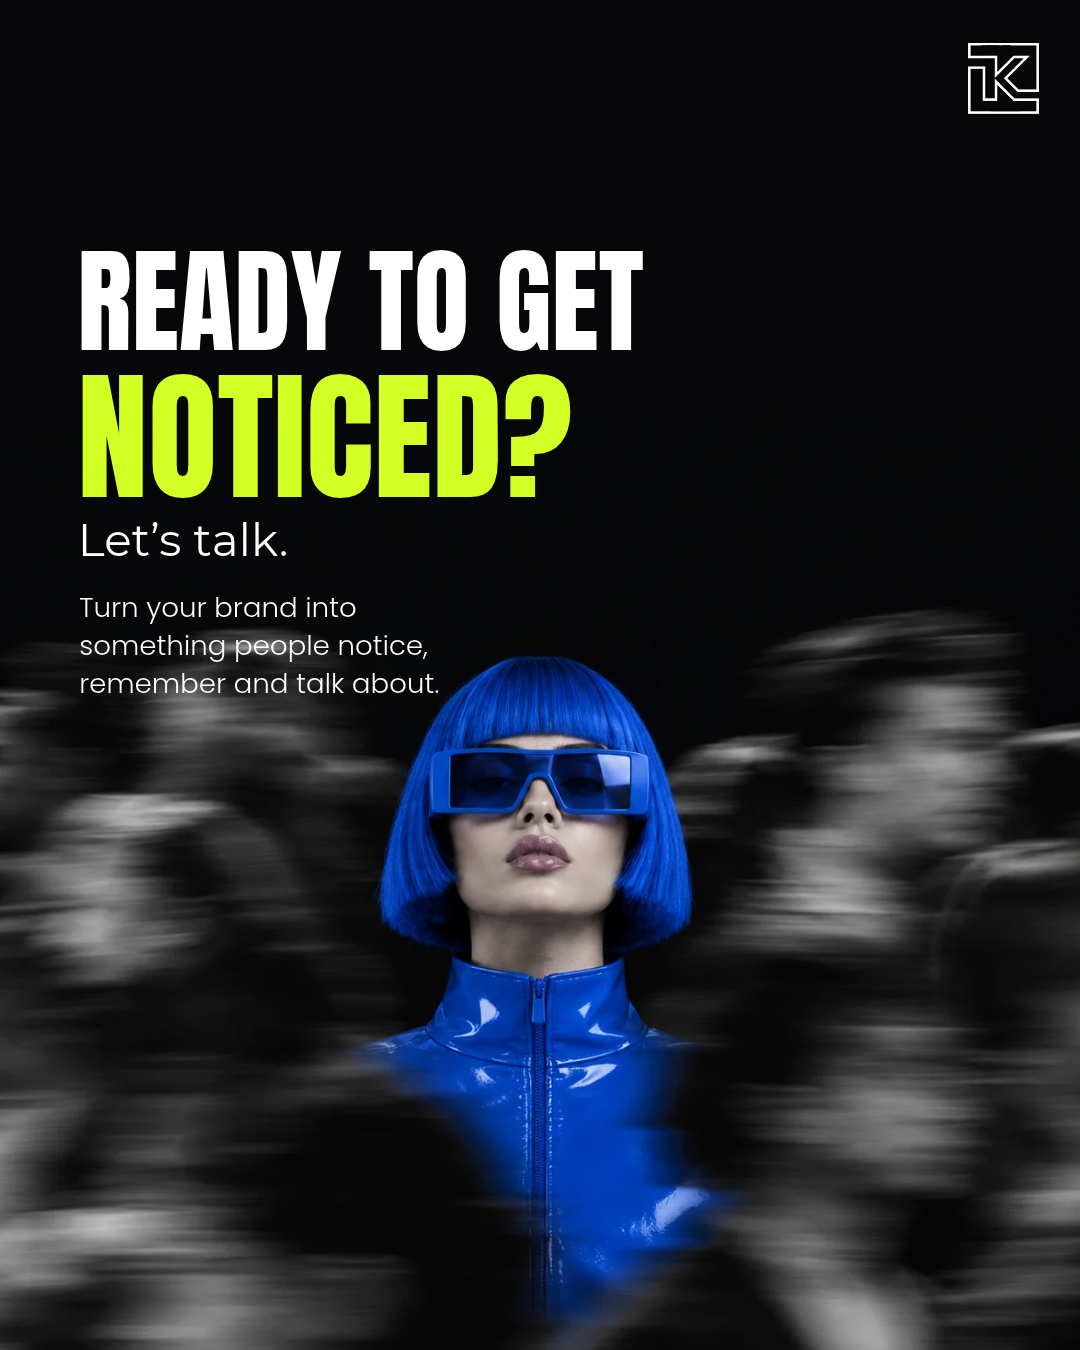 READY TO GET
NOTICED?
Let’s talk.
Turn your brand into
something people notice,
remember and talk about.